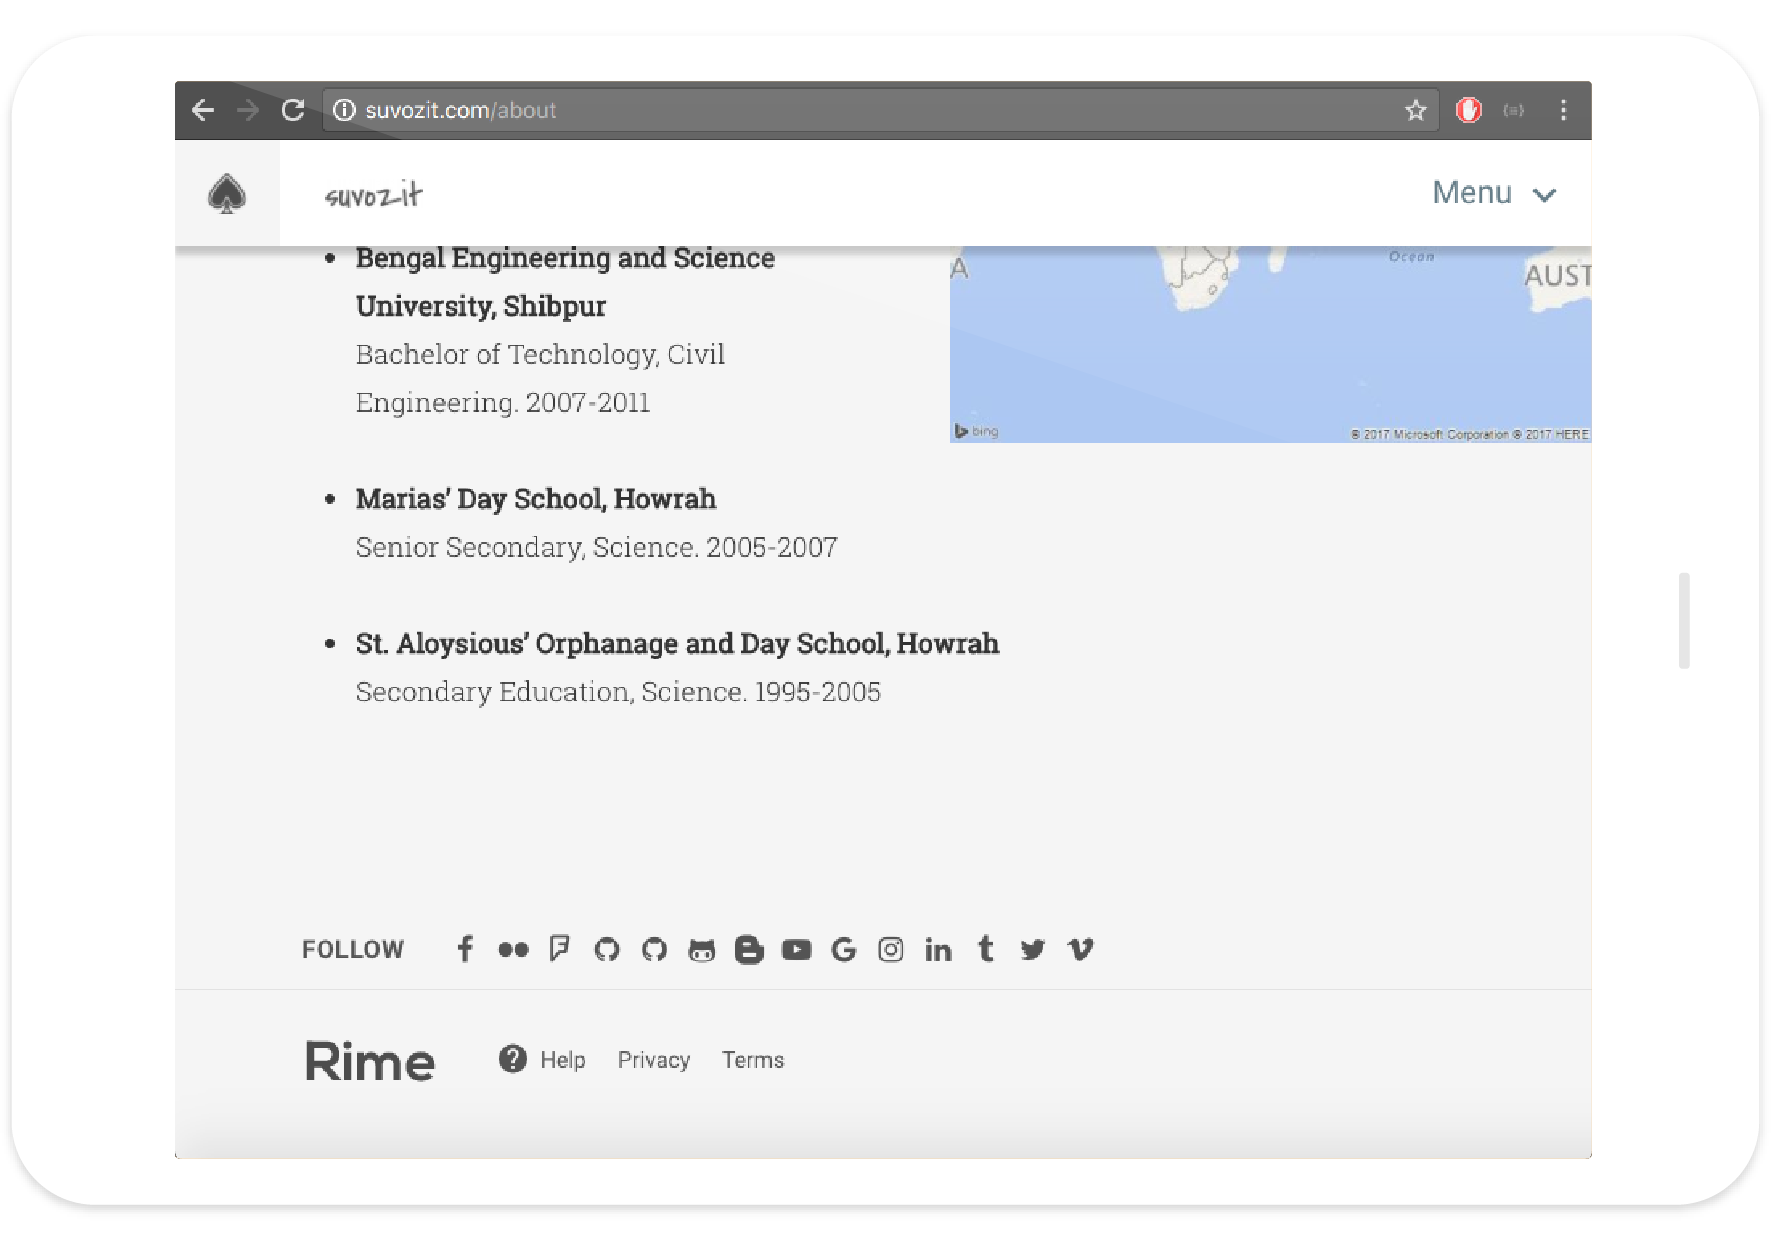 suvozit.com/about
suvozit
Menu
Bengal Engineering and Science
University, Shibpur
Bachelor of Technology, Civil
Engineering. 2007-2011
A
Ocean
AUST
bing
© 2017 Microsoft Corporation © 2017 HERE
Marias’ Day School, Howrah
Senior Secondary, Science. 2005-2007
St. Aloysious’ Orphanage and Day School, Howrah
Secondary Education, Science. 1995-2005
FOLLOW
Rime
Help Privacy Terms